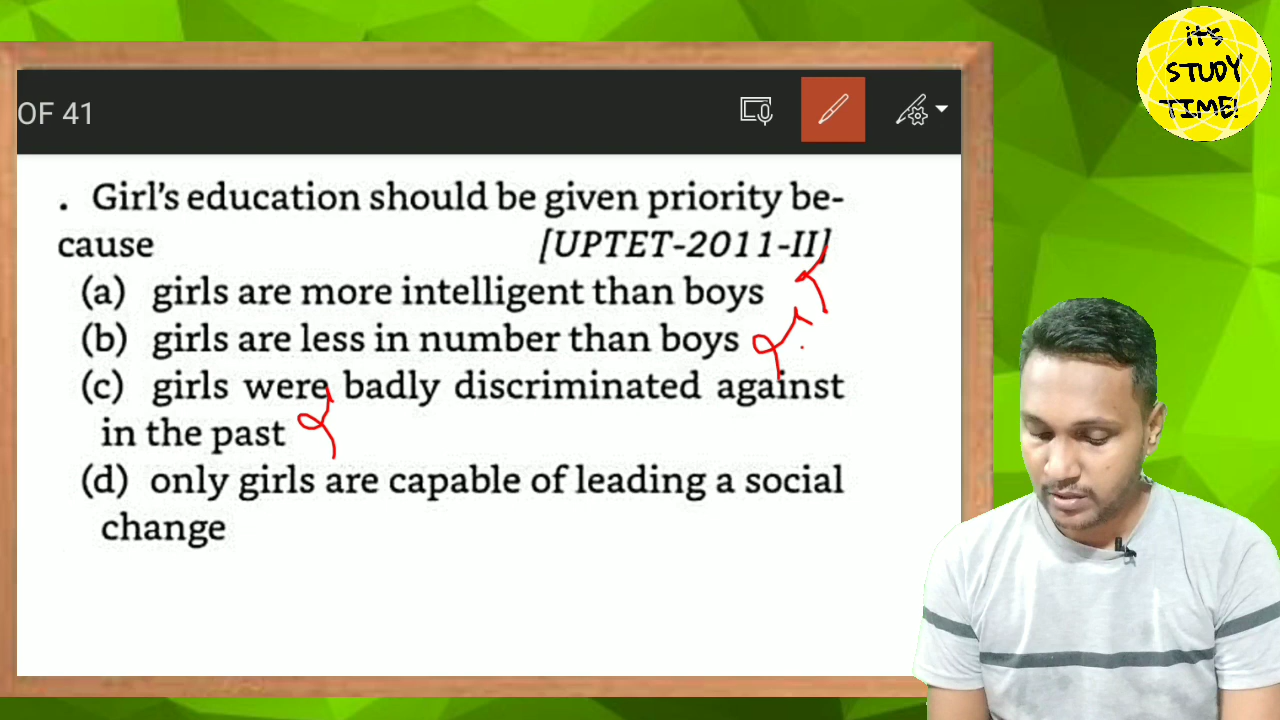 IT'S
STUDY
TIME!
OF 41
. Girl's education should be given priority be-
cause [UPTET-2011-II]
(a) girls are more intelligent than boys
(b) girls are less in number than boys
(c) girls were badly discriminated against
in the past
(d) only girls are capable of leading a social
change